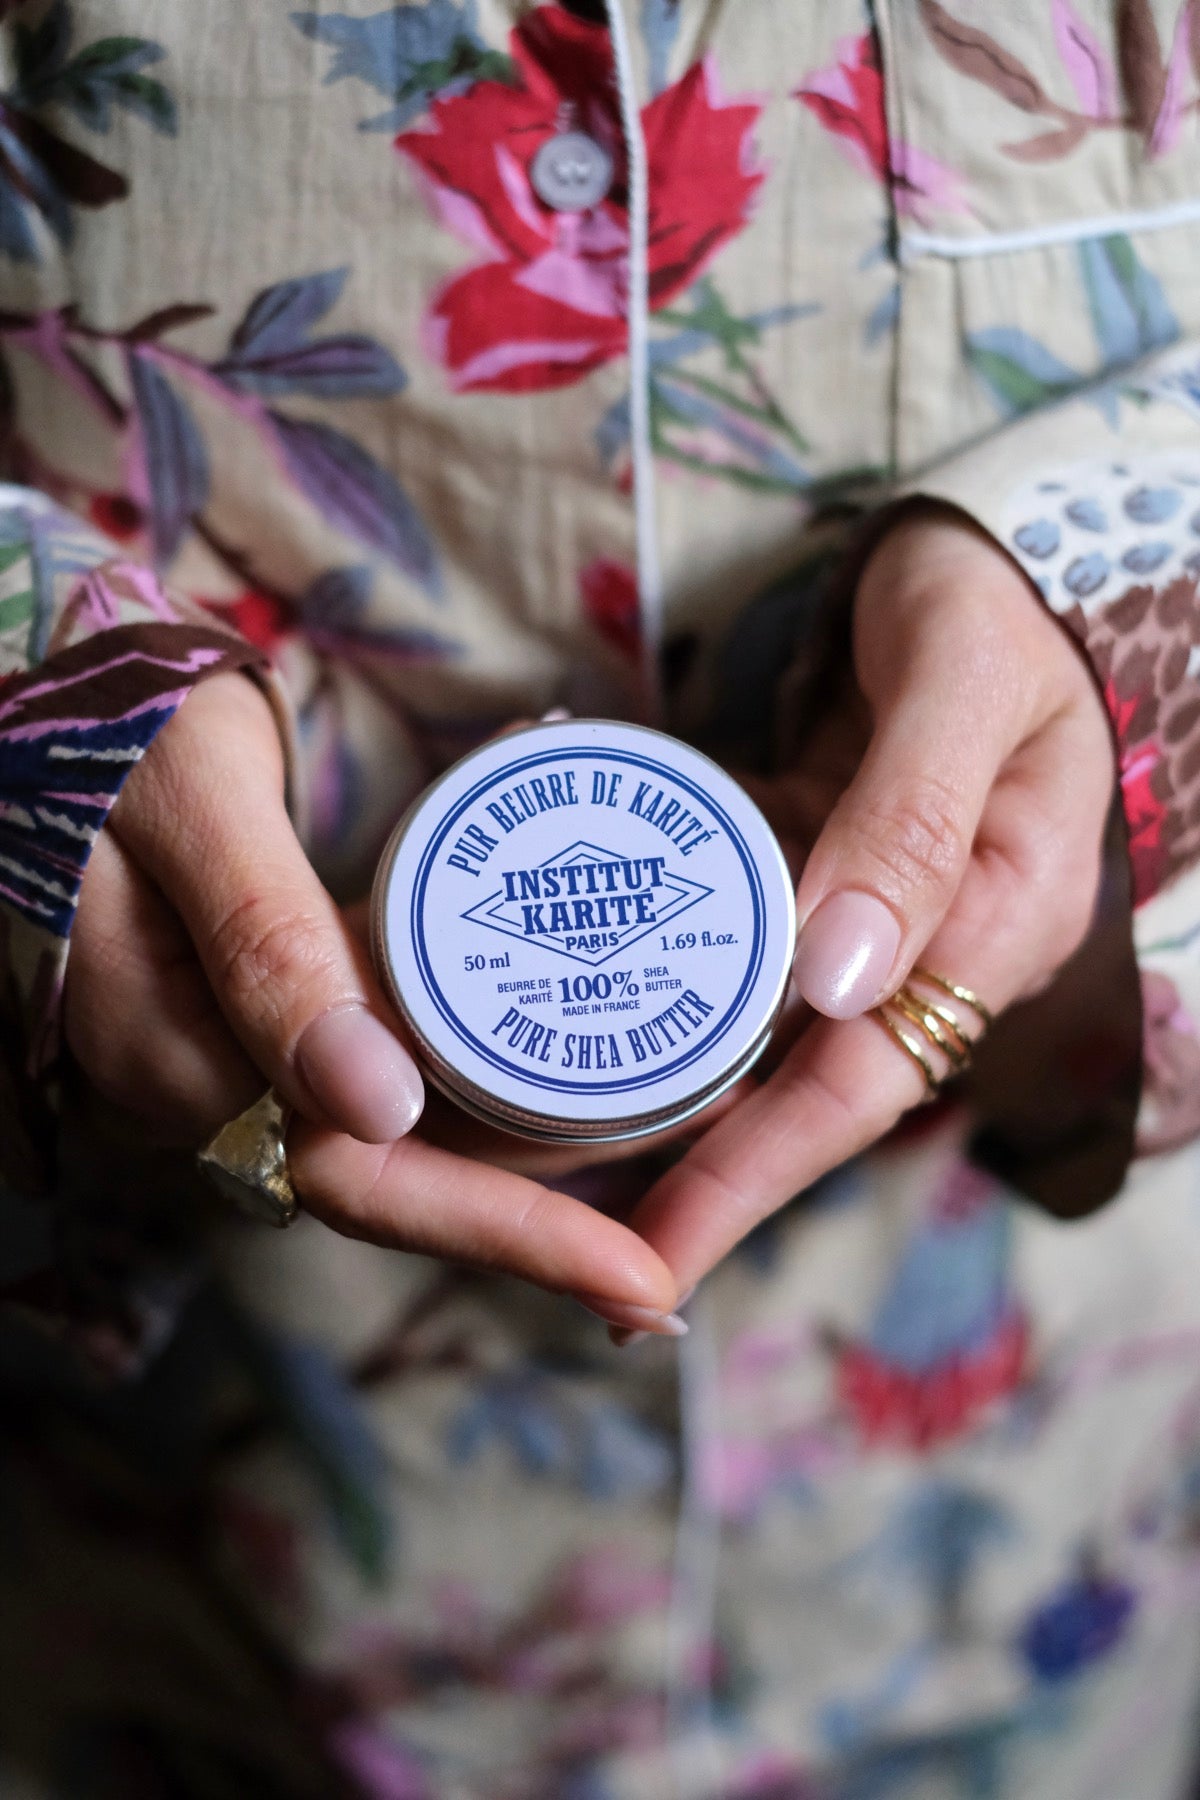 PUR BEURRE DE KARITÉ
INSTITUT
KARITÉ
PARIS
50 ml
1.69 fl.oz.
BEURRE DE
KARITÉ
100%
SHEA
BUTTER
MADE IN FRANCE
PURE SHEA BUTTER